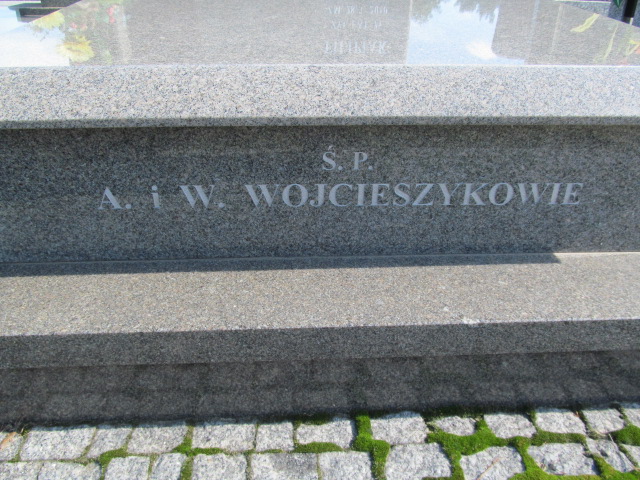 Ś. P.
A. i W. WOJCIESZYKOWIE